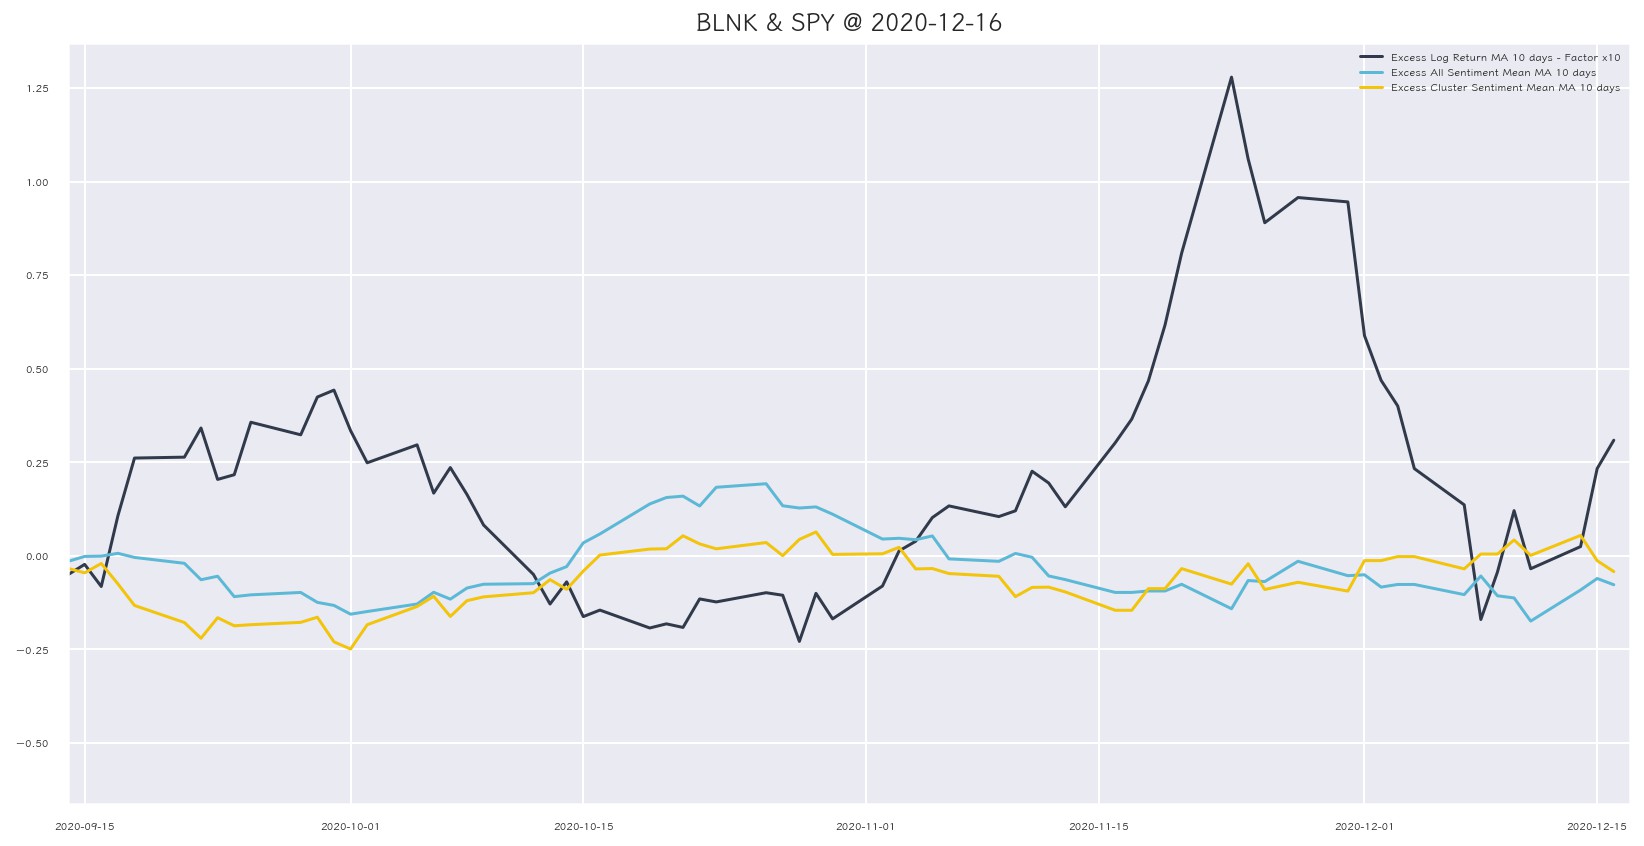 BLNK & SPY @ 2020-12-16
Excess Log Return MA 10 days - Factor x10
Excess All Sentiment Mean MA 10 days
Excess Cluster Sentiment Mean MA 10 days
1.25
1.00
0.75
0.50
0.25
0.00
−0.25
−0.50
2020-09-15 2020-10-01 2020-10-15 2020-11-01 2020-11-15 2020-12-01 2020-12-15